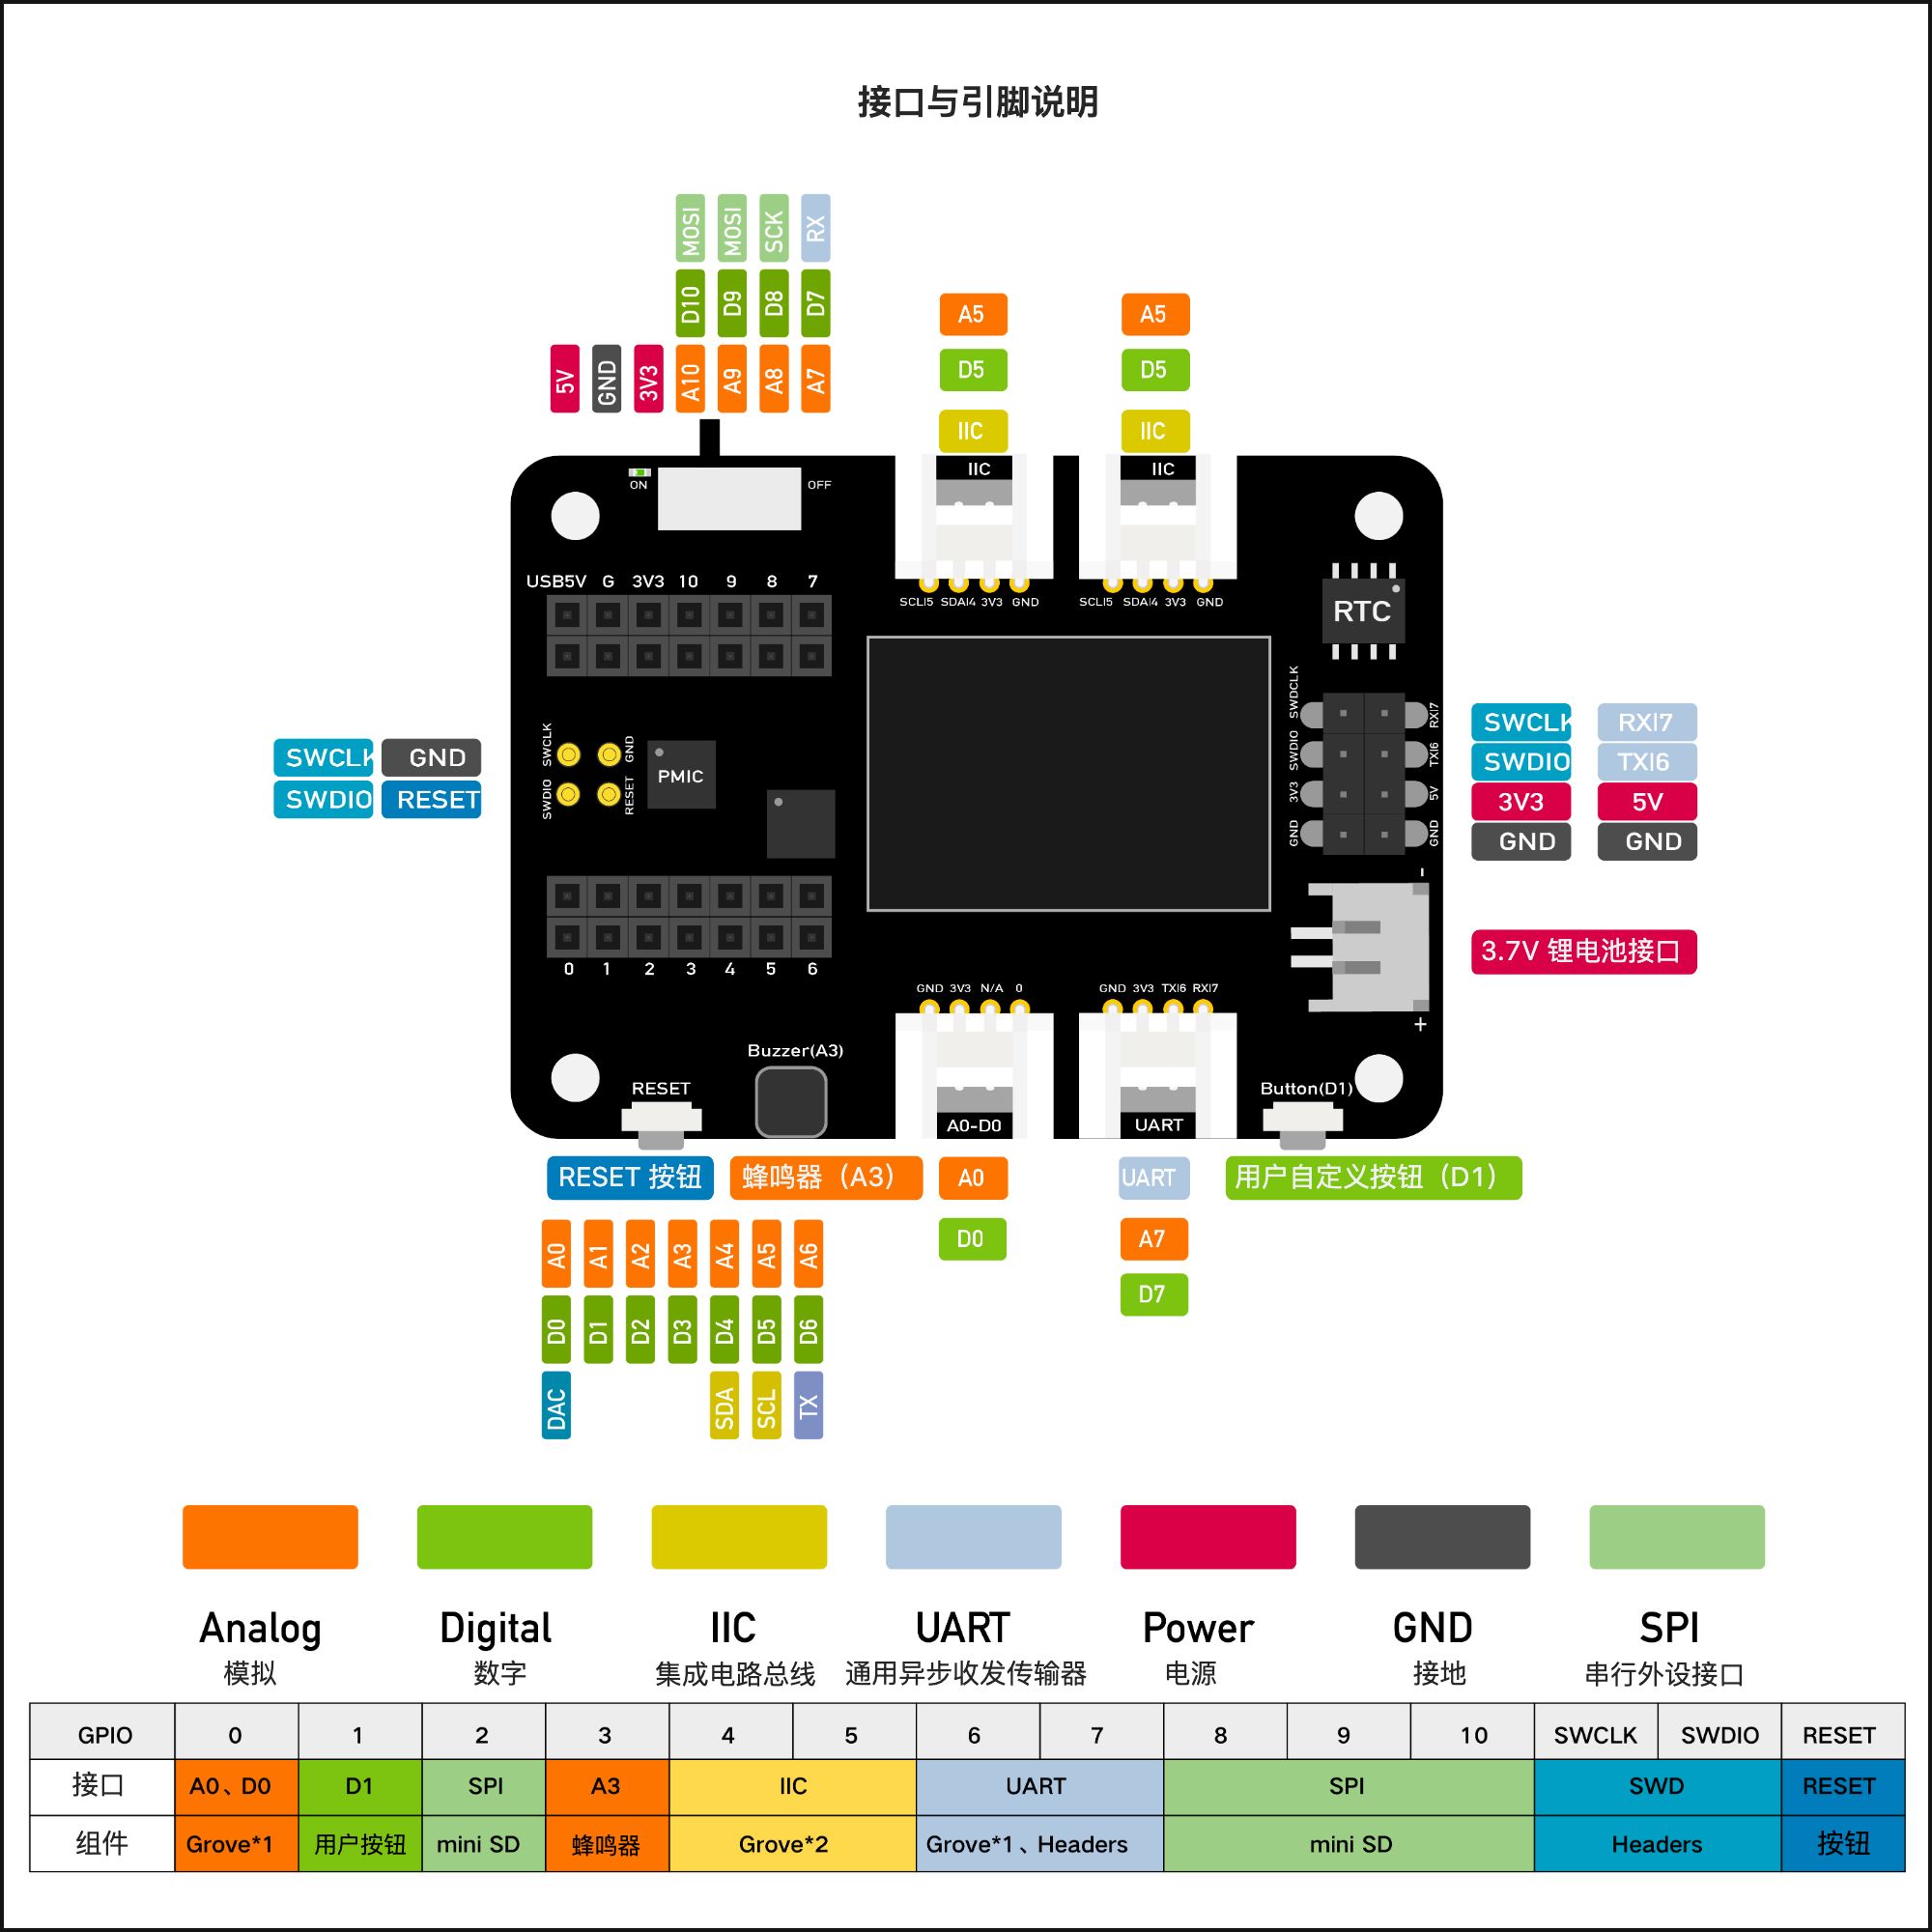 接口与引脚说明
MOSI MOSI SCK RX
D10 D9 D8 D7
5V GND 3V3 A10 A9 A8 A7
A5 A5
D5 D5
IIC IIC
IIC IIC
ON OFF
USB5V G 3V3 10 9 8 7
SCLI5 SDAI4 3V3 GND SCLI5 SDAI4 3V3 GND
RTC
SWDCLK RXI7
SWDIO TXI6
3V3 5V
GND GND
SWCLK RXI7
SWDIO TXI6
3V3 5V
GND GND
SWCLK GND
SWDIO RESET
SWCLK GND
SWDIO RESET
PMIC
-
3.7V 锂电池接口
+
0 1 2 3 4 5 6
GND 3V3 N/A 0 GND 3V3 TXI6 RXI7
Buzzer(A3)
RESET Button(D1)
A0-D0 UART
RESET 按钮 蜂鸣器（A3） A0 UART 用户自定义按钮（D1）
D0 A7
D7
A0 A1 A2 A3 A4 A5 A6
D0 D1 D2 D3 D4 D5 D6
DAC SDA SCL TX
Analog Digital IIC UART Power GND SPI
模拟 数字 集成电路总线 通用异步收发传输器 电源 接地 串行外设接口
GPIO 0 1 2 3 4 5 6 7 8 9 10 SWCLK SWDIO RESET
接口 A0、D0 D1 SPI A3 IIC UART SPI SWD RESET
组件 Grove*1 用户按钮 mini SD 蜂鸣器 Grove*2 Grove*1、Headers mini SD Headers 按钮